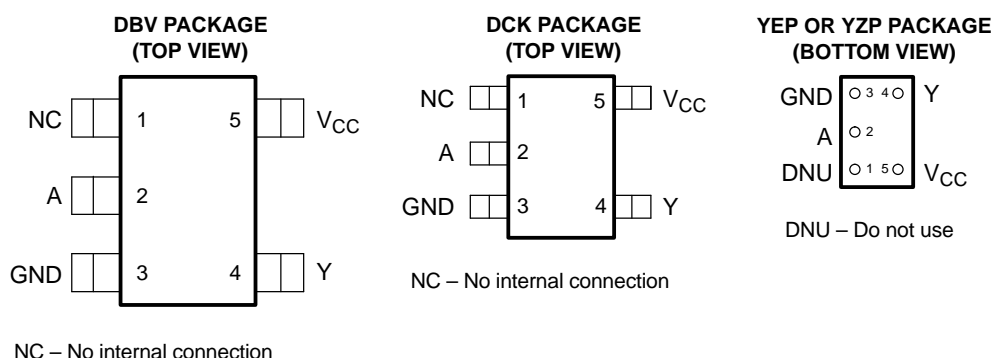 DBV PACKAGE
(TOP VIEW)
NC 1 5 VCC
A 2
GND 3 4 Y
NC – No internal connection
DCK PACKAGE
(TOP VIEW)
NC 1 5 VCC
A 2
GND 3 4 Y
NC – No internal connection
YEP OR YZP PACKAGE
(BOTTOM VIEW)
GND 3 4 Y
A 2
DNU 1 5 VCC
DNU – Do not use